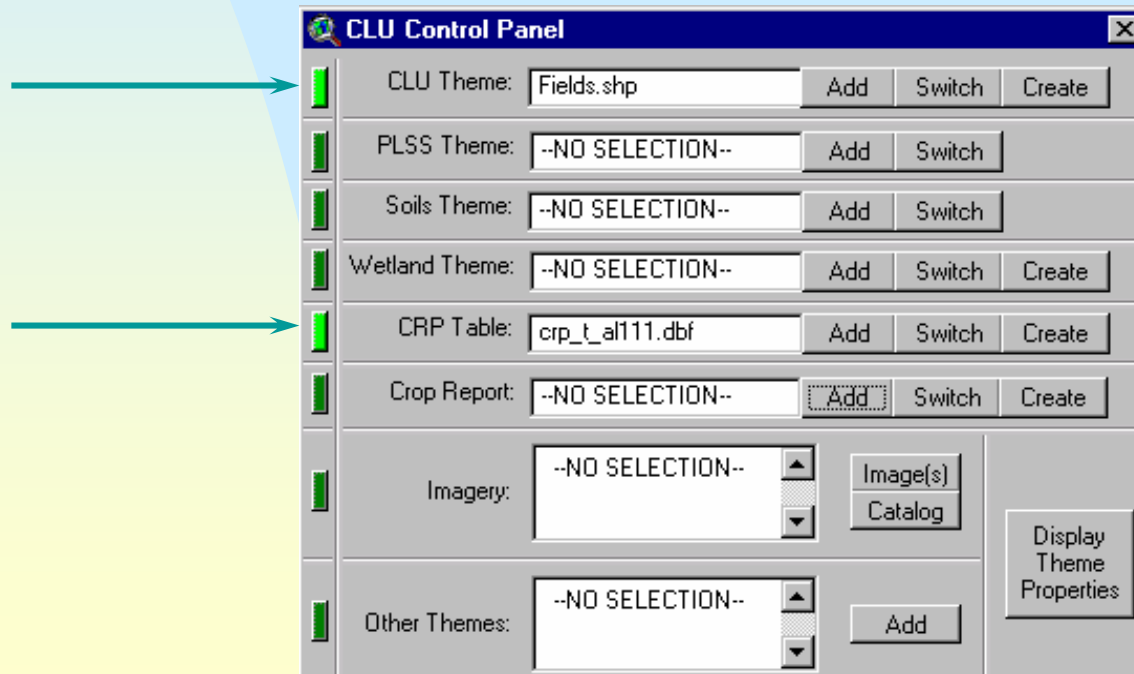 CLU Control Panel
CLU Theme: Fields.shp Add Switch Create
PLSS Theme: --NO SELECTION-- Add Switch
Soils Theme: --NO SELECTION-- Add Switch
Wetland Theme: --NO SELECTION-- Add Switch Create
CRP Table: crp_t_al111.dbf Add Switch Create
Crop Report: --NO SELECTION-- Add Switch Create
Imagery: --NO SELECTION-- Image(s)
Catalog
Display
Theme
Properties
Other Themes: --NO SELECTION-- Add